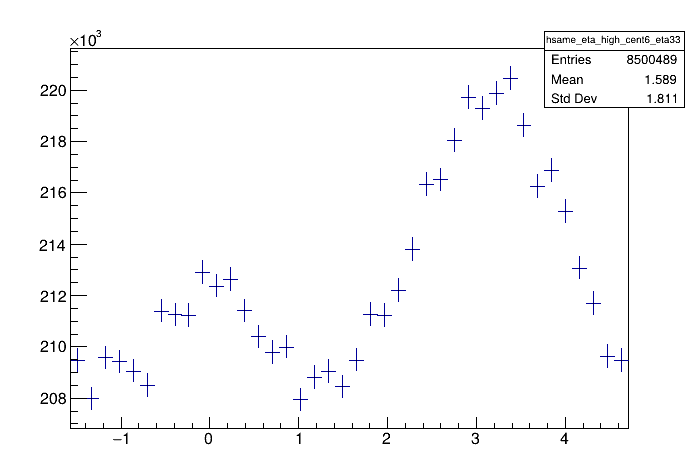 ×10³
hsame_eta_high_cent6_eta33
Entries 8500489
Mean 1.589
Std Dev 1.811
220
218
216
214
212
210
208
−1 0 1 2 3 4